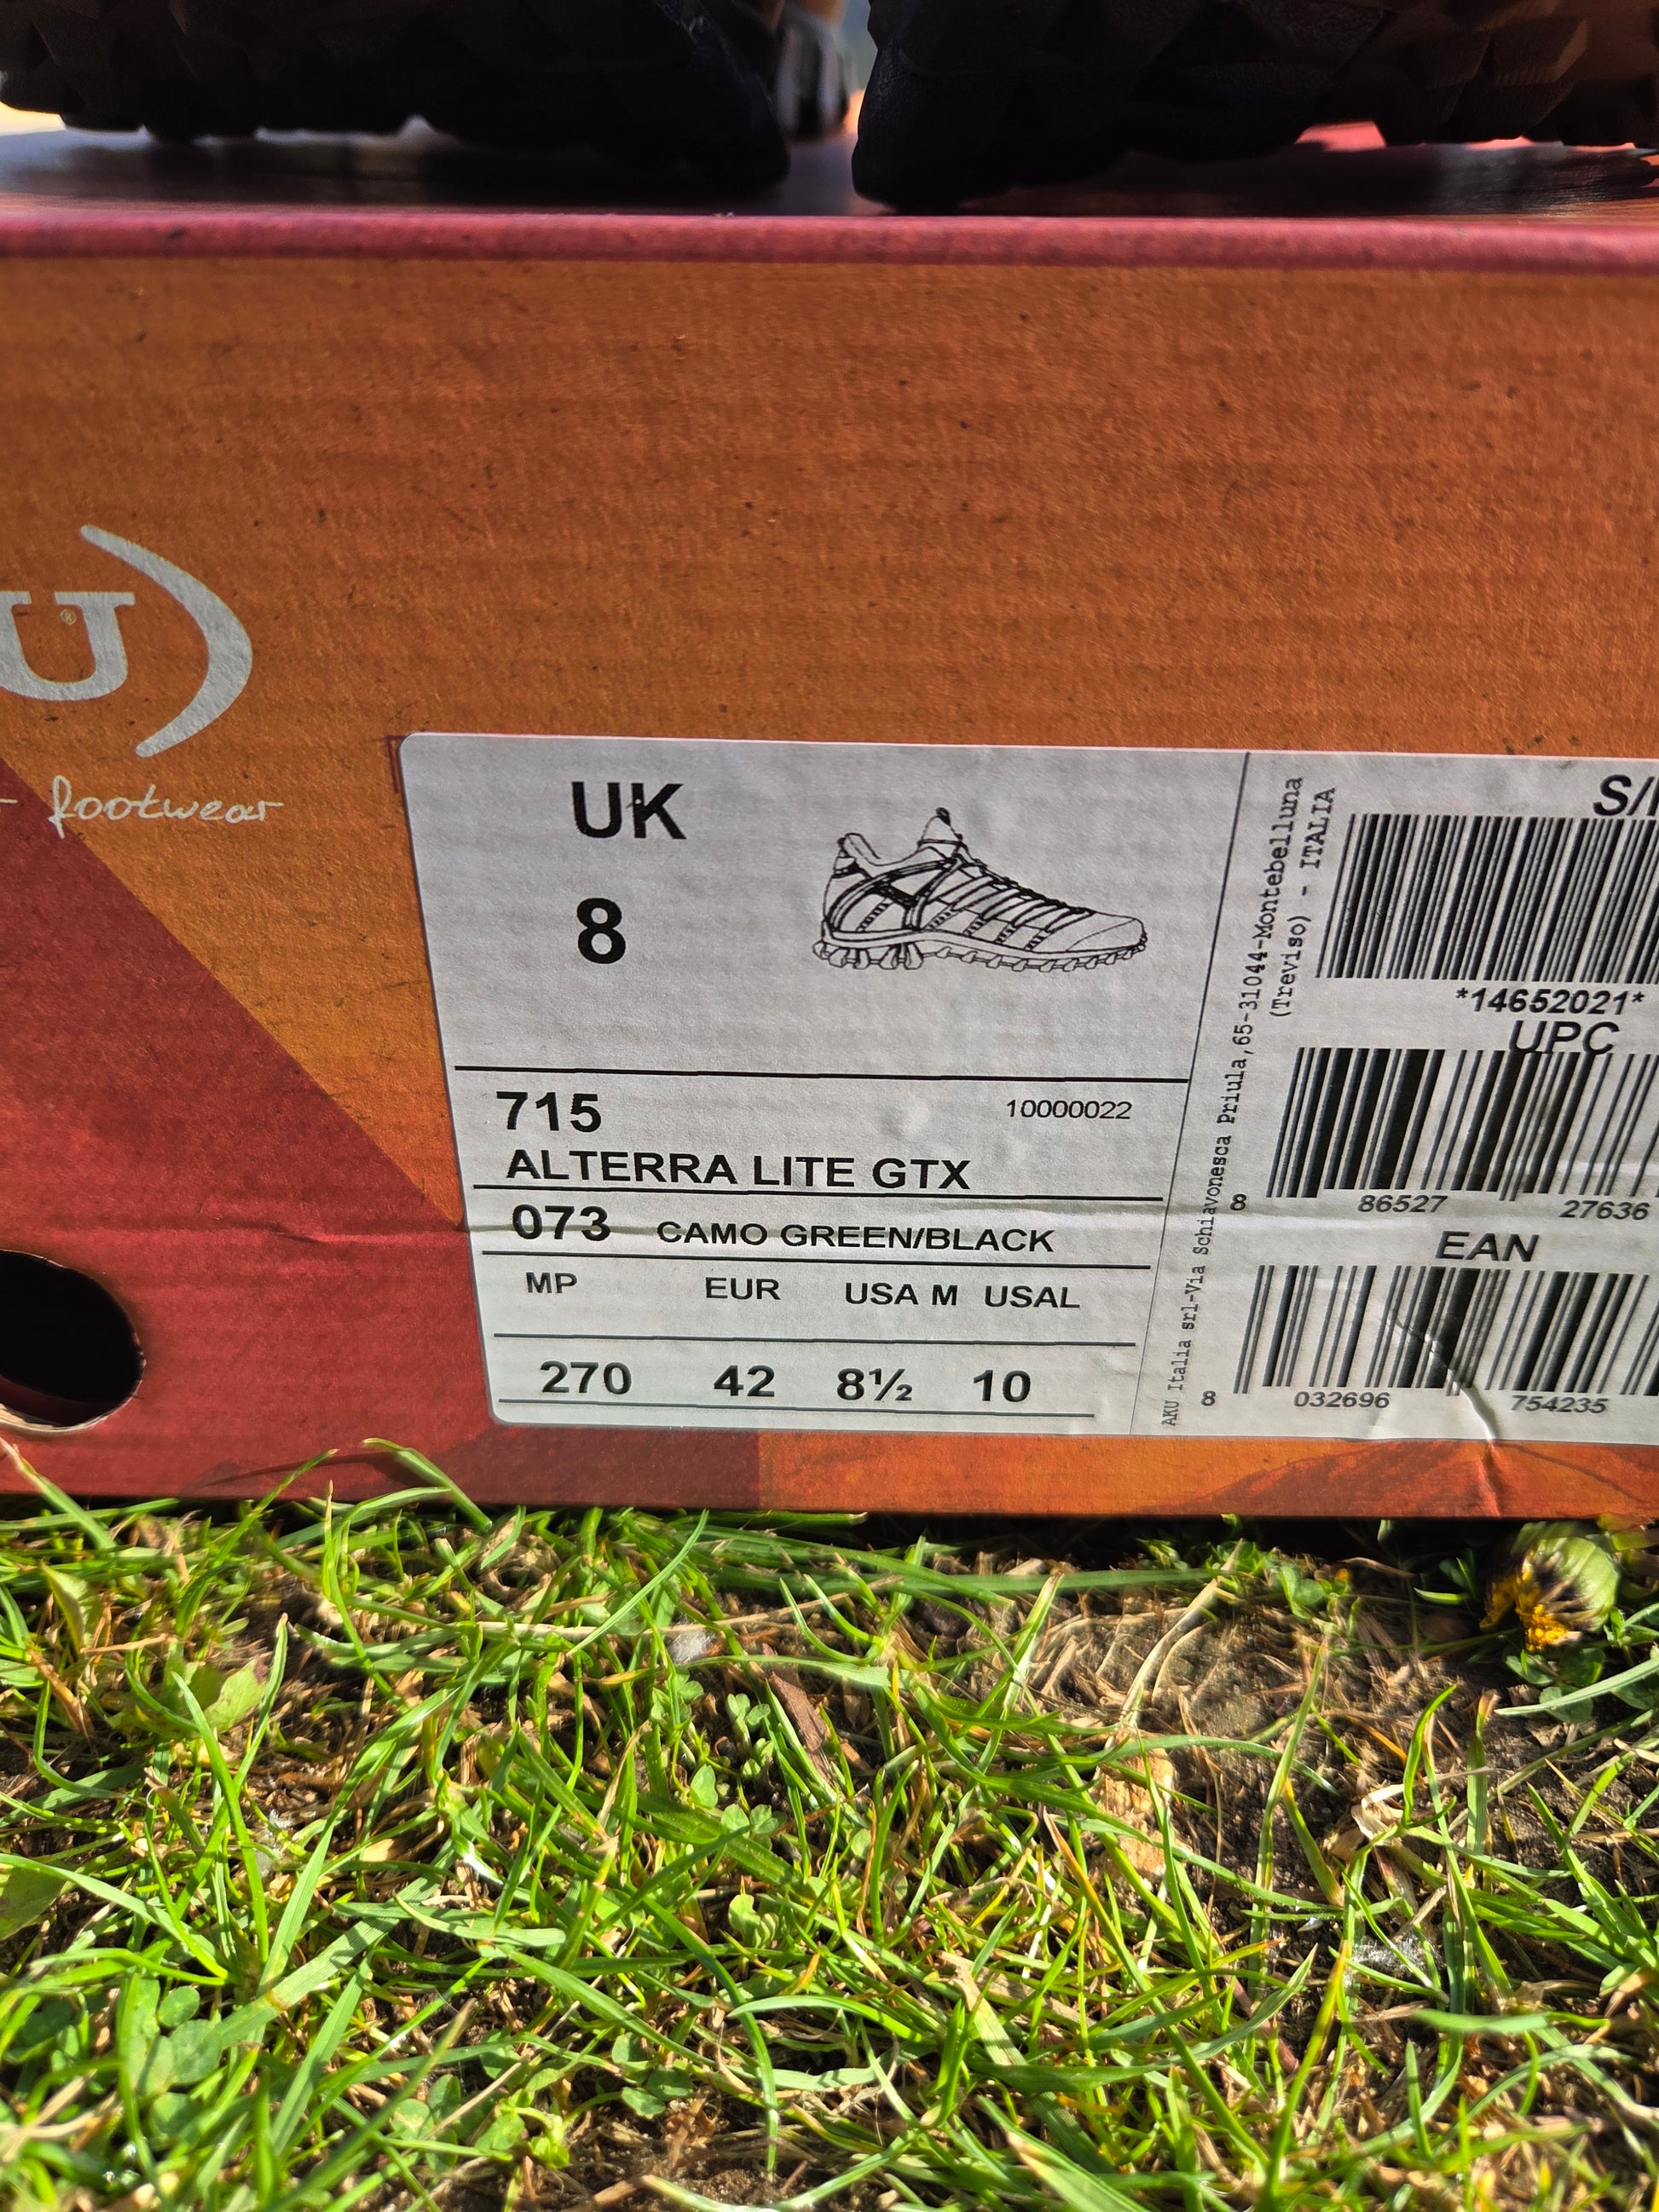 U®
footwear
UK
8
715
10000022
ALTERRA LITE GTX
073 CAMO GREEN/BLACK
MP EUR USA M USAL
270 42 8½ 10
AKU Italia srl-Via Schiavonesca Priula,65-31044-Montebelluna
(Treviso) - ITALIA
*14652021*
UPC
8 86527 27636
EAN
8 032696 754235